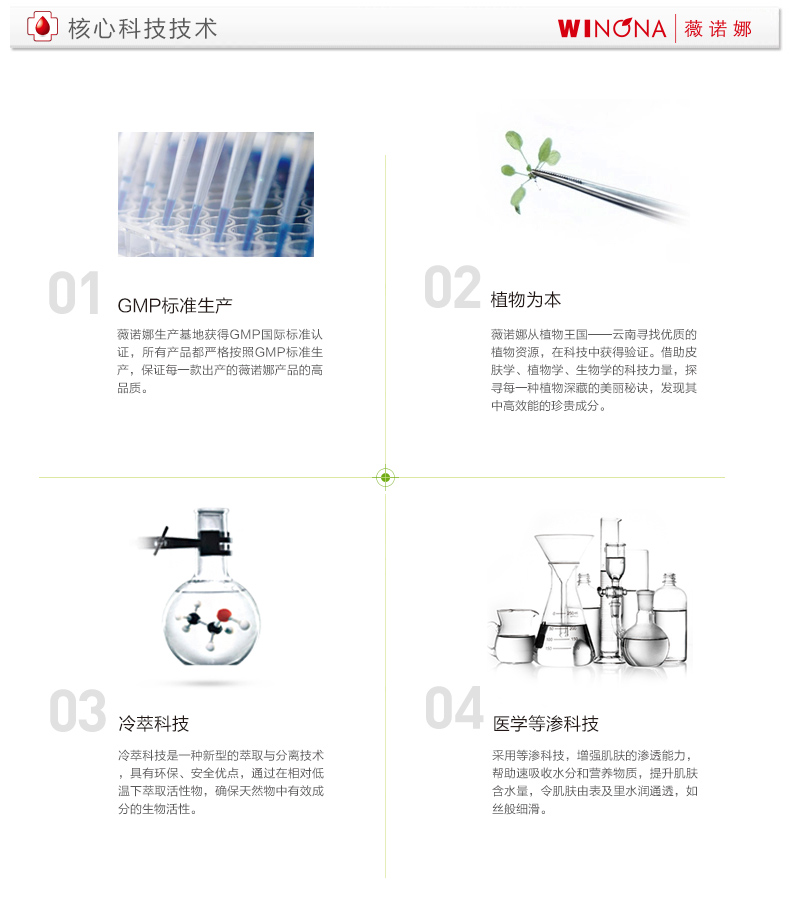 核心科技技术
WINONA 薇诺娜
01
GMP标准生产
薇诺娜生产基地获得GMP国际标准认
证，所有产品都严格按照GMP标准生
产，保证每一款出产的薇诺娜产品的高
品质。
02
植物为本
薇诺娜从植物王国——云南寻找优质的
植物资源，在科技中获得验证。借助皮
肤学、植物学、生物学的科技力量，探
寻每一种植物深藏的美丽秘诀，发现其
中高效能的珍贵成分。
03
冷萃科技
冷萃科技是一种新型的萃取与分离技术
，具有环保、安全优点，通过在相对低
温下萃取活性物，确保天然物中有效成
分的生物活性。
04
医学等渗科技
采用等渗科技，增强肌肤的渗透能力，
帮助速吸收水分和营养物质，提升肌肤
含水量，令肌肤由表及里水润通透，如
丝般细滑。